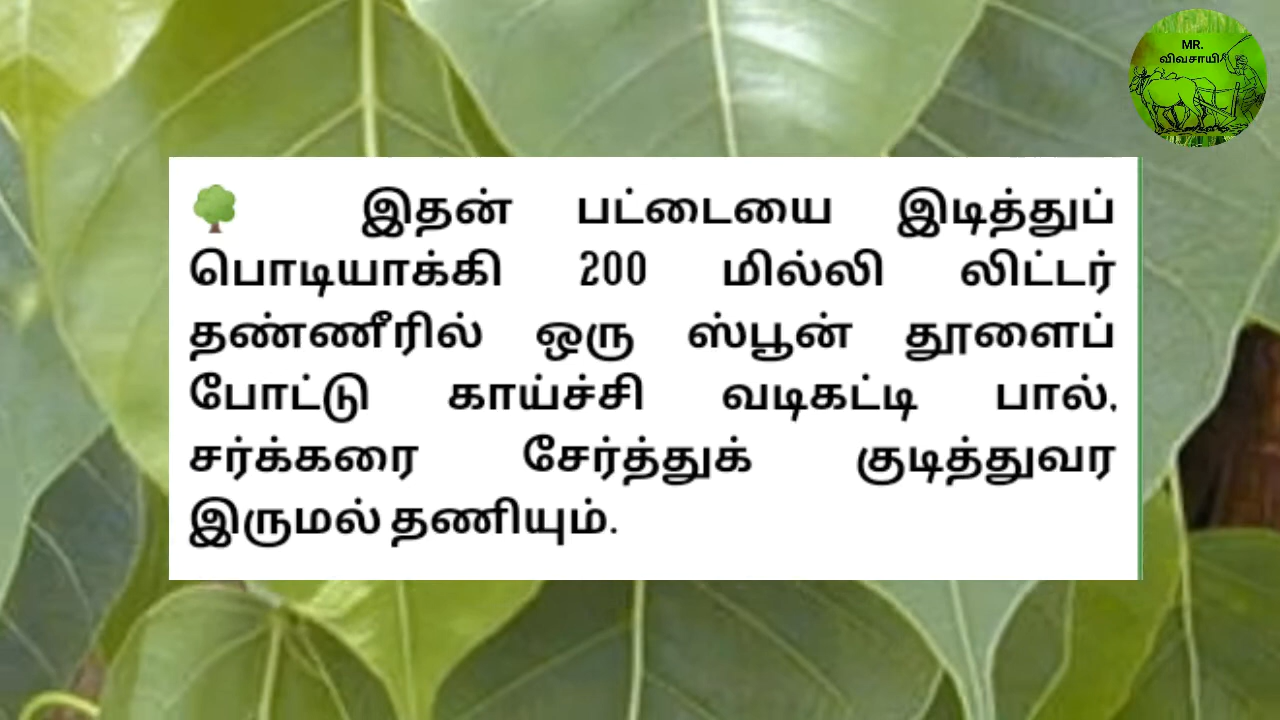 MR.
விவசாயி
🌳 இதன் பட்டையை இடித்துப்
பொடியாக்கி 200 மில்லி லிட்டர்
தண்ணீரில் ஒரு ஸ்பூன் தூளைப்
போட்டு காய்ச்சி வடிகட்டி பால்,
சர்க்கரை சேர்த்துக் குடித்துவர
இருமல் தணியும்.